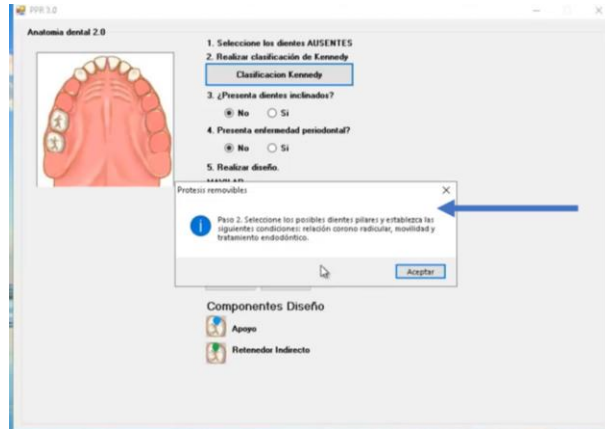 PPR 3.0
Anatomia dental 2.0
1. Seleccione los dientes AUSENTES
2. Realizar clasificación de Kennedy
Clasificacion Kennedy
3. ¿Presenta dientes inclinados?
No Si
4. Presenta enfermedad periodontal?
No Si
5. Realizar diseño.
MAXILAR
Protesis removibles
Paso 2. Seleccione los posibles dientes pilares y establezca las
siguientes condiciones: relación corono radicular, movilidad y
tratamiento endodóntico.
Aceptar
Componentes Diseño
Apoyo
Retenedor Indirecto